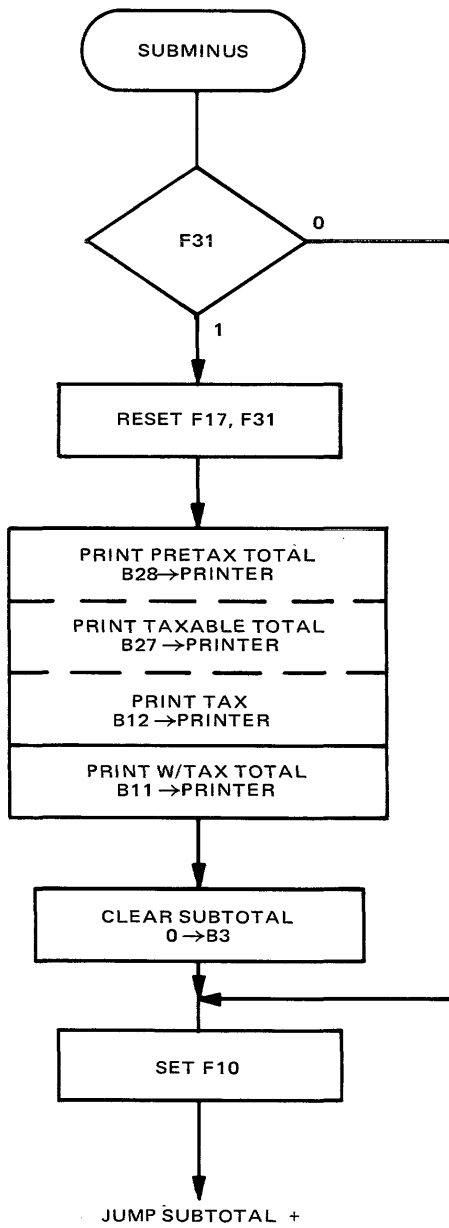 SUBMINUS
F31
0
1
RESET F17, F31
PRINT PRETAX TOTAL
B28→PRINTER
PRINT TAXABLE TOTAL
B27→PRINTER
PRINT TAX
B12→PRINTER
PRINT W/TAX TOTAL
B11→PRINTER
CLEAR SUBTOTAL
0→B3
SET F10
JUMP SUBTOTAL +